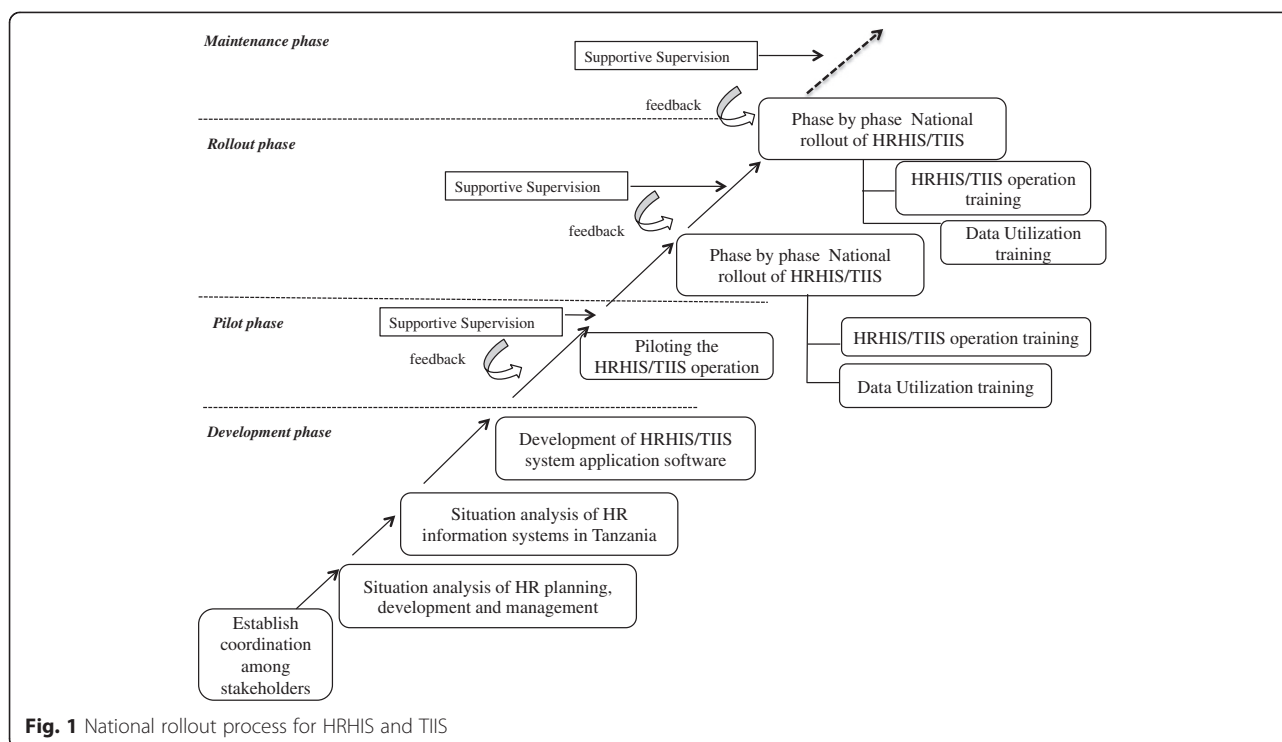 Maintenance phase
Supportive Supervision
feedback
Phase by phase National
rollout of HRHIS/TIIS
Rollout phase
HRHIS/TIIS operation
training
Supportive Supervision
feedback
Data Utilization
training
Phase by phase National
rollout of HRHIS/TIIS
Pilot phase
Supportive Supervision
feedback
Piloting the
HRHIS/TIIS operation
HRHIS/TIIS operation training
Data Utilization training
Development phase
Development of HRHIS/TIIS
system application software
Situation analysis of HR
information systems in Tanzania
Situation analysis of HR planning,
development and management
Establish
coordination
among
stakeholders
Fig. 1 National rollout process for HRHIS and TIIS